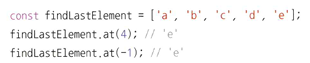 const findLastElement = ['a', 'b', 'c', 'd', 'e'];
findLastElement.at(4); // 'e'
findLastElement.at(-1); // 'e'